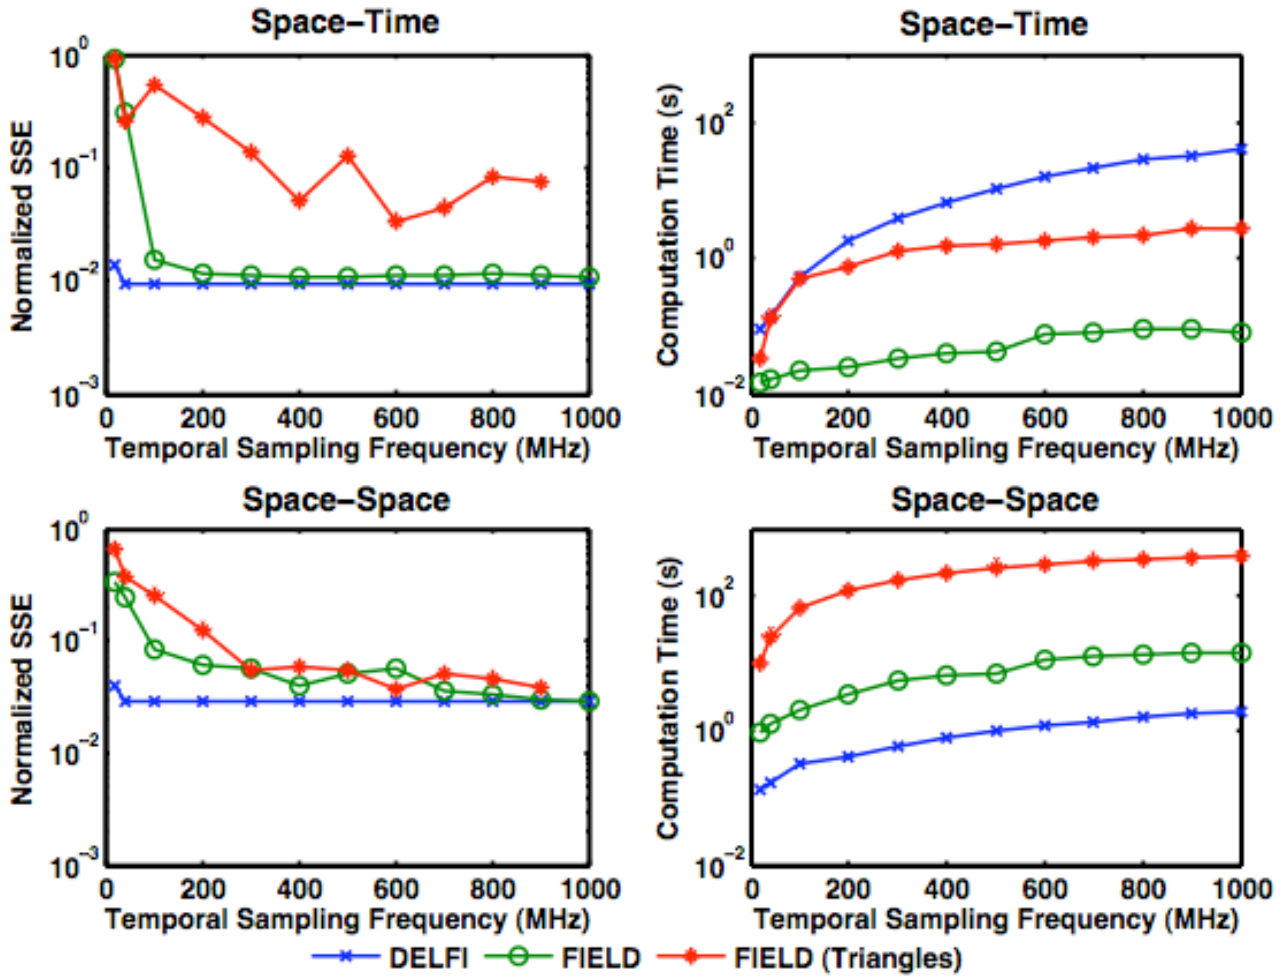 Space–Time
Normalized SSE
10^0
10^-1
10^-2
10^-3
0 200 400 600 800 1000
Temporal Sampling Frequency (MHz)
Space–Time
Computation Time (s)
10^2
10^0
10^-2
0 200 400 600 800 1000
Temporal Sampling Frequency (MHz)
Space–Space
Normalized SSE
10^0
10^-1
10^-2
10^-3
0 200 400 600 800 1000
Temporal Sampling Frequency (MHz)
Space–Space
Computation Time (s)
10^2
10^0
10^-2
0 200 400 600 800 1000
Temporal Sampling Frequency (MHz)
DELFI FIELD FIELD (Triangles)